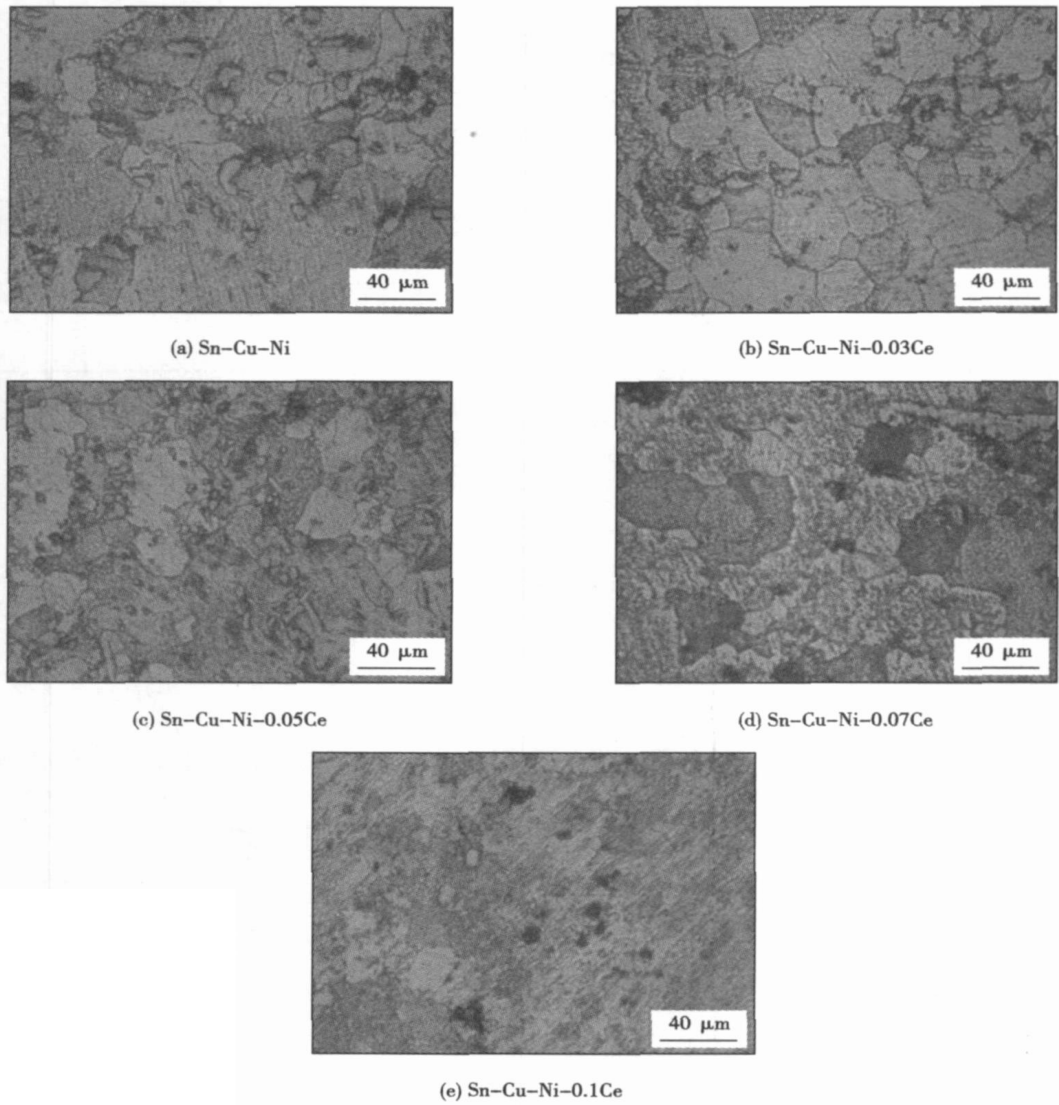 40 μm
40 μm
(a) Sn-Cu-Ni
(b) Sn-Cu-Ni-0.03Ce
40 μm
40 μm
(c) Sn-Cu-Ni-0.05Ce
(d) Sn-Cu-Ni-0.07Ce
40 μm
(e) Sn-Cu-Ni-0.1Ce